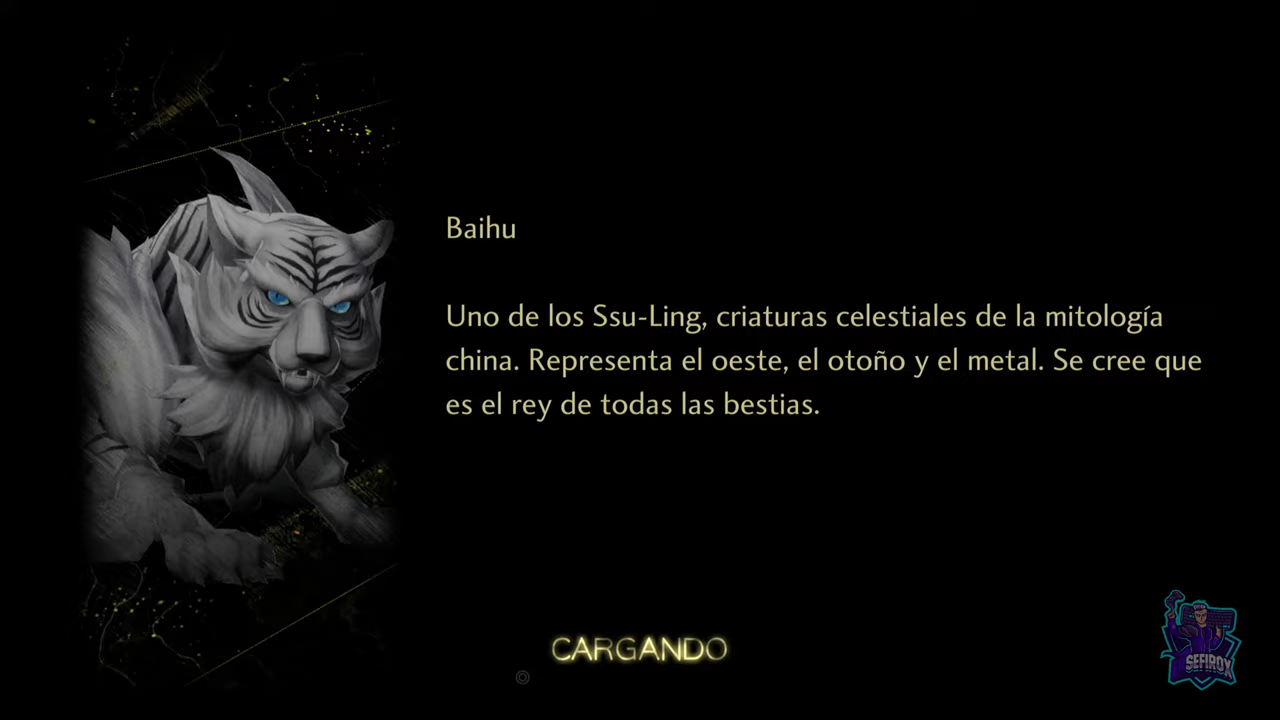 Baihu
Uno de los Ssu-Ling, criaturas celestiales de la mitología
china. Representa el oeste, el otoño y el metal. Se cree que
es el rey de todas las bestias.
CARGANDO
SEFIROX